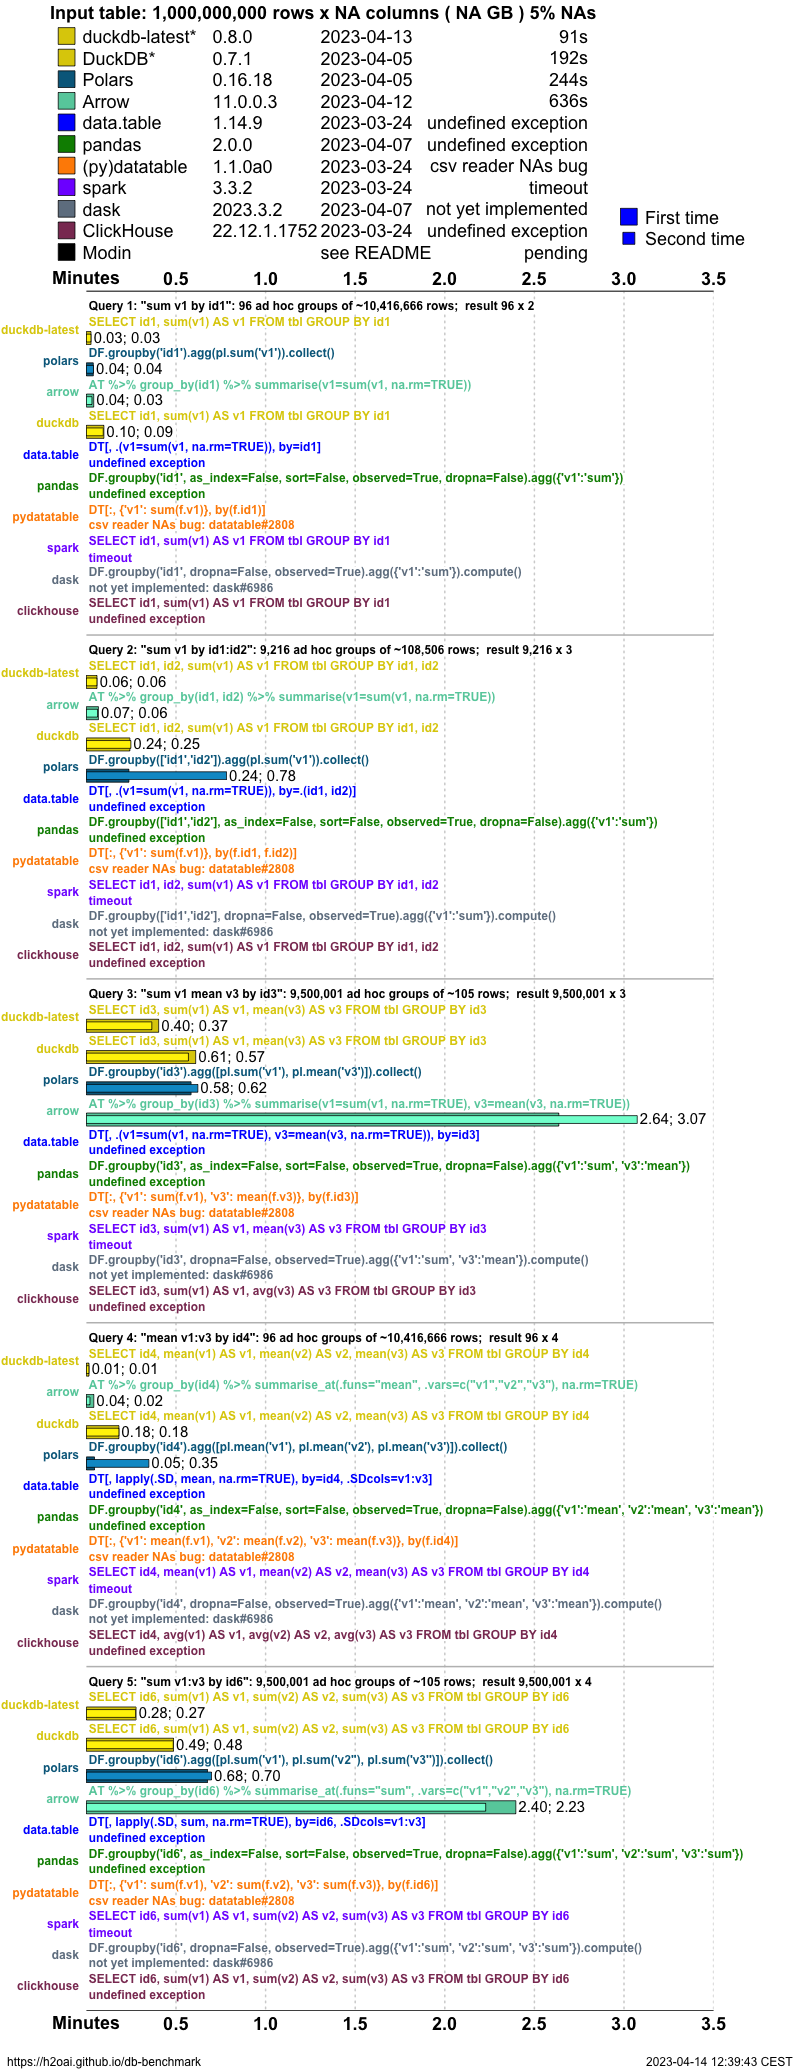 Input table: 1,000,000,000 rows x NA columns ( NA GB ) 5% NAs
duckdb-latest* 0.8.0 2023-04-13 91s
DuckDB* 0.7.1 2023-04-05 192s
Polars 0.16.18 2023-04-05 244s
Arrow 11.0.0.3 2023-04-12 636s
data.table 1.14.9 2023-03-24 undefined exception
pandas 2.0.0 2023-04-07 undefined exception
(py)datatable 1.1.0a0 2023-03-24 csv reader NAs bug
spark 3.3.2 2023-03-24 timeout
dask 2023.3.2 2023-04-07 not yet implemented
ClickHouse 22.12.1.1752 2023-03-24 undefined exception
Modin see README pending
First time
Second time
Minutes 0.5 1.0 1.5 2.0 2.5 3.0 3.5
Query 1: "sum v1 by id1": 96 ad hoc groups of ~10,416,666 rows; result 96 x 2
duckdb-latest SELECT id1, sum(v1) AS v1 FROM tbl GROUP BY id1
0.03; 0.03
polars DF.groupby('id1').agg(pl.sum('v1')).collect()
0.04; 0.04
arrow AT %>% group_by(id1) %>% summarise(v1=sum(v1, na.rm=TRUE))
0.04; 0.03
duckdb SELECT id1, sum(v1) AS v1 FROM tbl GROUP BY id1
0.10; 0.09
data.table DT[, .(v1=sum(v1, na.rm=TRUE)), by=id1]
undefined exception
pandas DF.groupby('id1', as_index=False, sort=False, observed=True, dropna=False).agg({'v1':'sum'})
undefined exception
pydatatable DT[:, {'v1': sum(f.v1)}, by(f.id1)]
csv reader NAs bug: datatable#2808
spark SELECT id1, sum(v1) AS v1 FROM tbl GROUP BY id1
timeout
dask DF.groupby('id1', dropna=False, observed=True).agg({'v1':'sum'}).compute()
not yet implemented: dask#6986
clickhouse SELECT id1, sum(v1) AS v1 FROM tbl GROUP BY id1
undefined exception
Query 2: "sum v1 by id1:id2": 9,216 ad hoc groups of ~108,506 rows; result 9,216 x 3
duckdb-latest SELECT id1, id2, sum(v1) AS v1 FROM tbl GROUP BY id1, id2
0.06; 0.06
arrow AT %>% group_by(id1, id2) %>% summarise(v1=sum(v1, na.rm=TRUE))
0.07; 0.06
duckdb SELECT id1, id2, sum(v1) AS v1 FROM tbl GROUP BY id1, id2
0.24; 0.25
polars DF.groupby(['id1','id2']).agg(pl.sum('v1')).collect()
0.24; 0.78
data.table DT[, .(v1=sum(v1, na.rm=TRUE)), by=.(id1, id2)]
undefined exception
pandas DF.groupby(['id1','id2'], as_index=False, sort=False, observed=True, dropna=False).agg({'v1':'sum'})
undefined exception
pydatatable DT[:, {'v1': sum(f.v1)}, by(f.id1, f.id2)]
csv reader NAs bug: datatable#2808
spark SELECT id1, id2, sum(v1) AS v1 FROM tbl GROUP BY id1, id2
timeout
dask DF.groupby(['id1','id2'], dropna=False, observed=True).agg({'v1':'sum'}).compute()
not yet implemented: dask#6986
clickhouse SELECT id1, id2, sum(v1) AS v1 FROM tbl GROUP BY id1, id2
undefined exception
Query 3: "sum v1 mean v3 by id3": 9,500,001 ad hoc groups of ~105 rows; result 9,500,001 x 3
duckdb-latest SELECT id3, sum(v1) AS v1, mean(v3) AS v3 FROM tbl GROUP BY id3
0.40; 0.37
duckdb SELECT id3, sum(v1) AS v1, mean(v3) AS v3 FROM tbl GROUP BY id3
0.61; 0.57
polars DF.groupby('id3').agg([pl.sum('v1'), pl.mean('v3')]).collect()
0.58; 0.62
arrow AT %>% group_by(id3) %>% summarise(v1=sum(v1, na.rm=TRUE), v3=mean(v3, na.rm=TRUE))
2.64; 3.07
data.table DT[, .(v1=sum(v1, na.rm=TRUE), v3=mean(v3, na.rm=TRUE)), by=id3]
undefined exception
pandas DF.groupby('id3', as_index=False, sort=False, observed=True, dropna=False).agg({'v1':'sum', 'v3':'mean'})
undefined exception
pydatatable DT[:, {'v1': sum(f.v1), 'v3': mean(f.v3)}, by(f.id3)]
csv reader NAs bug: datatable#2808
spark SELECT id3, sum(v1) AS v1, mean(v3) AS v3 FROM tbl GROUP BY id3
timeout
dask DF.groupby('id3', dropna=False, observed=True).agg({'v1':'sum', 'v3':'mean'}).compute()
not yet implemented: dask#6986
clickhouse SELECT id3, sum(v1) AS v1, avg(v3) AS v3 FROM tbl GROUP BY id3
undefined exception
Query 4: "mean v1:v3 by id4": 96 ad hoc groups of ~10,416,666 rows; result 96 x 4
duckdb-latest SELECT id4, mean(v1) AS v1, mean(v2) AS v2, mean(v3) AS v3 FROM tbl GROUP BY id4
0.01; 0.01
arrow AT %>% group_by(id4) %>% summarise_at(.funs="mean", .vars=c("v1","v2","v3"), na.rm=TRUE)
0.04; 0.02
duckdb SELECT id4, mean(v1) AS v1, mean(v2) AS v2, mean(v3) AS v3 FROM tbl GROUP BY id4
0.18; 0.18
polars DF.groupby('id4').agg([pl.mean('v1'), pl.mean('v2'), pl.mean('v3')]).collect()
0.05; 0.35
data.table DT[, lapply(.SD, mean, na.rm=TRUE), by=id4, .SDcols=v1:v3]
undefined exception
pandas DF.groupby('id4', as_index=False, sort=False, observed=True, dropna=False).agg({'v1':'mean', 'v2':'mean', 'v3':'mean'})
undefined exception
pydatatable DT[:, {'v1': mean(f.v1), 'v2': mean(f.v2), 'v3': mean(f.v3)}, by(f.id4)]
csv reader NAs bug: datatable#2808
spark SELECT id4, mean(v1) AS v1, mean(v2) AS v2, mean(v3) AS v3 FROM tbl GROUP BY id4
timeout
dask DF.groupby('id4', dropna=False, observed=True).agg({'v1':'mean', 'v2':'mean', 'v3':'mean'}).compute()
not yet implemented: dask#6986
clickhouse SELECT id4, avg(v1) AS v1, avg(v2) AS v2, avg(v3) AS v3 FROM tbl GROUP BY id4
undefined exception
Query 5: "sum v1:v3 by id6": 9,500,001 ad hoc groups of ~105 rows; result 9,500,001 x 4
duckdb-latest SELECT id6, sum(v1) AS v1, sum(v2) AS v2, sum(v3) AS v3 FROM tbl GROUP BY id6
0.28; 0.27
duckdb SELECT id6, sum(v1) AS v1, sum(v2) AS v2, sum(v3) AS v3 FROM tbl GROUP BY id6
0.49; 0.48
polars DF.groupby('id6').agg([pl.sum('v1'), pl.sum('v2"), pl.sum('v3")]).collect()
0.68; 0.70
arrow AT %>% group_by(id6) %>% summarise_at(.funs="sum", .vars=c("v1","v2","v3"), na.rm=TRUE)
2.40; 2.23
data.table DT[, lapply(.SD, sum, na.rm=TRUE), by=id6, .SDcols=v1:v3]
undefined exception
pandas DF.groupby('id6', as_index=False, sort=False, observed=True, dropna=False).agg({'v1':'sum', 'v2':'sum', 'v3':'sum'})
undefined exception
pydatatable DT[:, {'v1': sum(f.v1), 'v2': sum(f.v2), 'v3': sum(f.v3)}, by(f.id6)]
csv reader NAs bug: datatable#2808
spark SELECT id6, sum(v1) AS v1, sum(v2) AS v2, sum(v3) AS v3 FROM tbl GROUP BY id6
timeout
dask DF.groupby('id6', dropna=False, observed=True).agg({'v1':'sum', 'v2':'sum', 'v3':'sum'}).compute()
not yet implemented: dask#6986
clickhouse SELECT id6, sum(v1) AS v1, sum(v2) AS v2, sum(v3) AS v3 FROM tbl GROUP BY id6
undefined exception
Minutes 0.5 1.0 1.5 2.0 2.5 3.0 3.5
https://h2oai.github.io/db-benchmark 2023-04-14 12:39:43 CEST